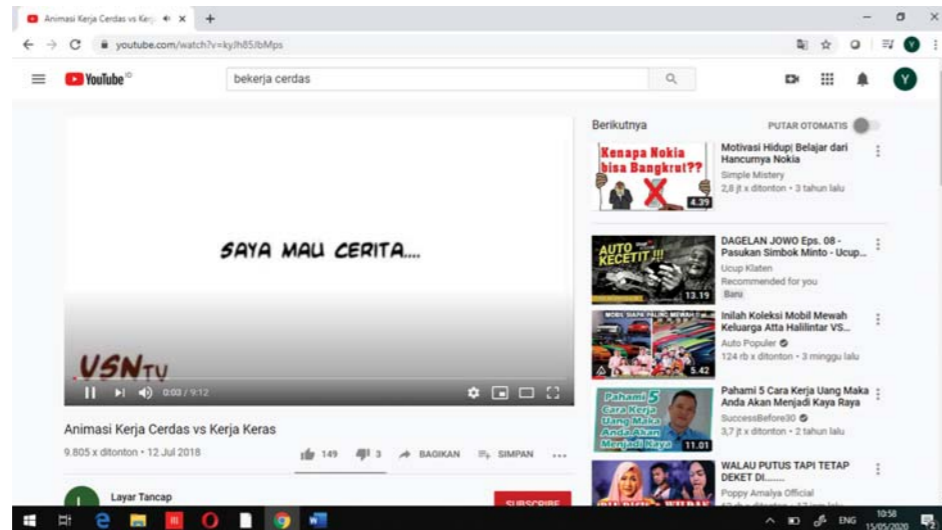 Animasi Kerja Cerdas vs Kerj
youtube.com/watch?v=kyJh85JbMps
YouTube ID
bekerja cerdas
SAYA MAU CERITA....
USN TV
0:03 / 9:12
Animasi Kerja Cerdas vs Kerja Keras
9.805 x ditonton • 12 Jul 2018
149
3
BAGIKAN
SIMPAN
L
Layar Tancap
SUBSCRIBE
Berikutnya
PUTAR OTOMATIS
Kenapa Nokia
bisa Bangkrut??
4.39
Motivasi Hidup| Belajar dari
Hancurnya Nokia
Simple Mistery
2,8 jt x ditonton • 3 tahun lalu
AUTO
KECETIT !!!
13.19
DAGELAN JOWO Eps. 08 -
Pasukan Simbok Minto - Ucup...
Ucup Klaten
Recommended for you
Baru
MOBIL SIAPA PALING MEWAH
5.42
Inilah Koleksi Mobil Mewah
Keluarga Atta Halilintar VS...
Auto Populer
124 rb x ditonton • 3 minggu lalu
Pahami 5
Cara Kerja
Uang Maka
Anda Akan
Menjadi Kaya
11.01
Pahami 5 Cara Kerja Uang Maka
Anda Akan Menjadi Kaya Raya
SuccessBefore30
3,7 jt x ditonton • 2 tahun lalu
WALAU PUTUS TAPI TETAP
DEKET DI........
Poppy Amalya Official
Y
Y
ENG
10:58
15/05/2020